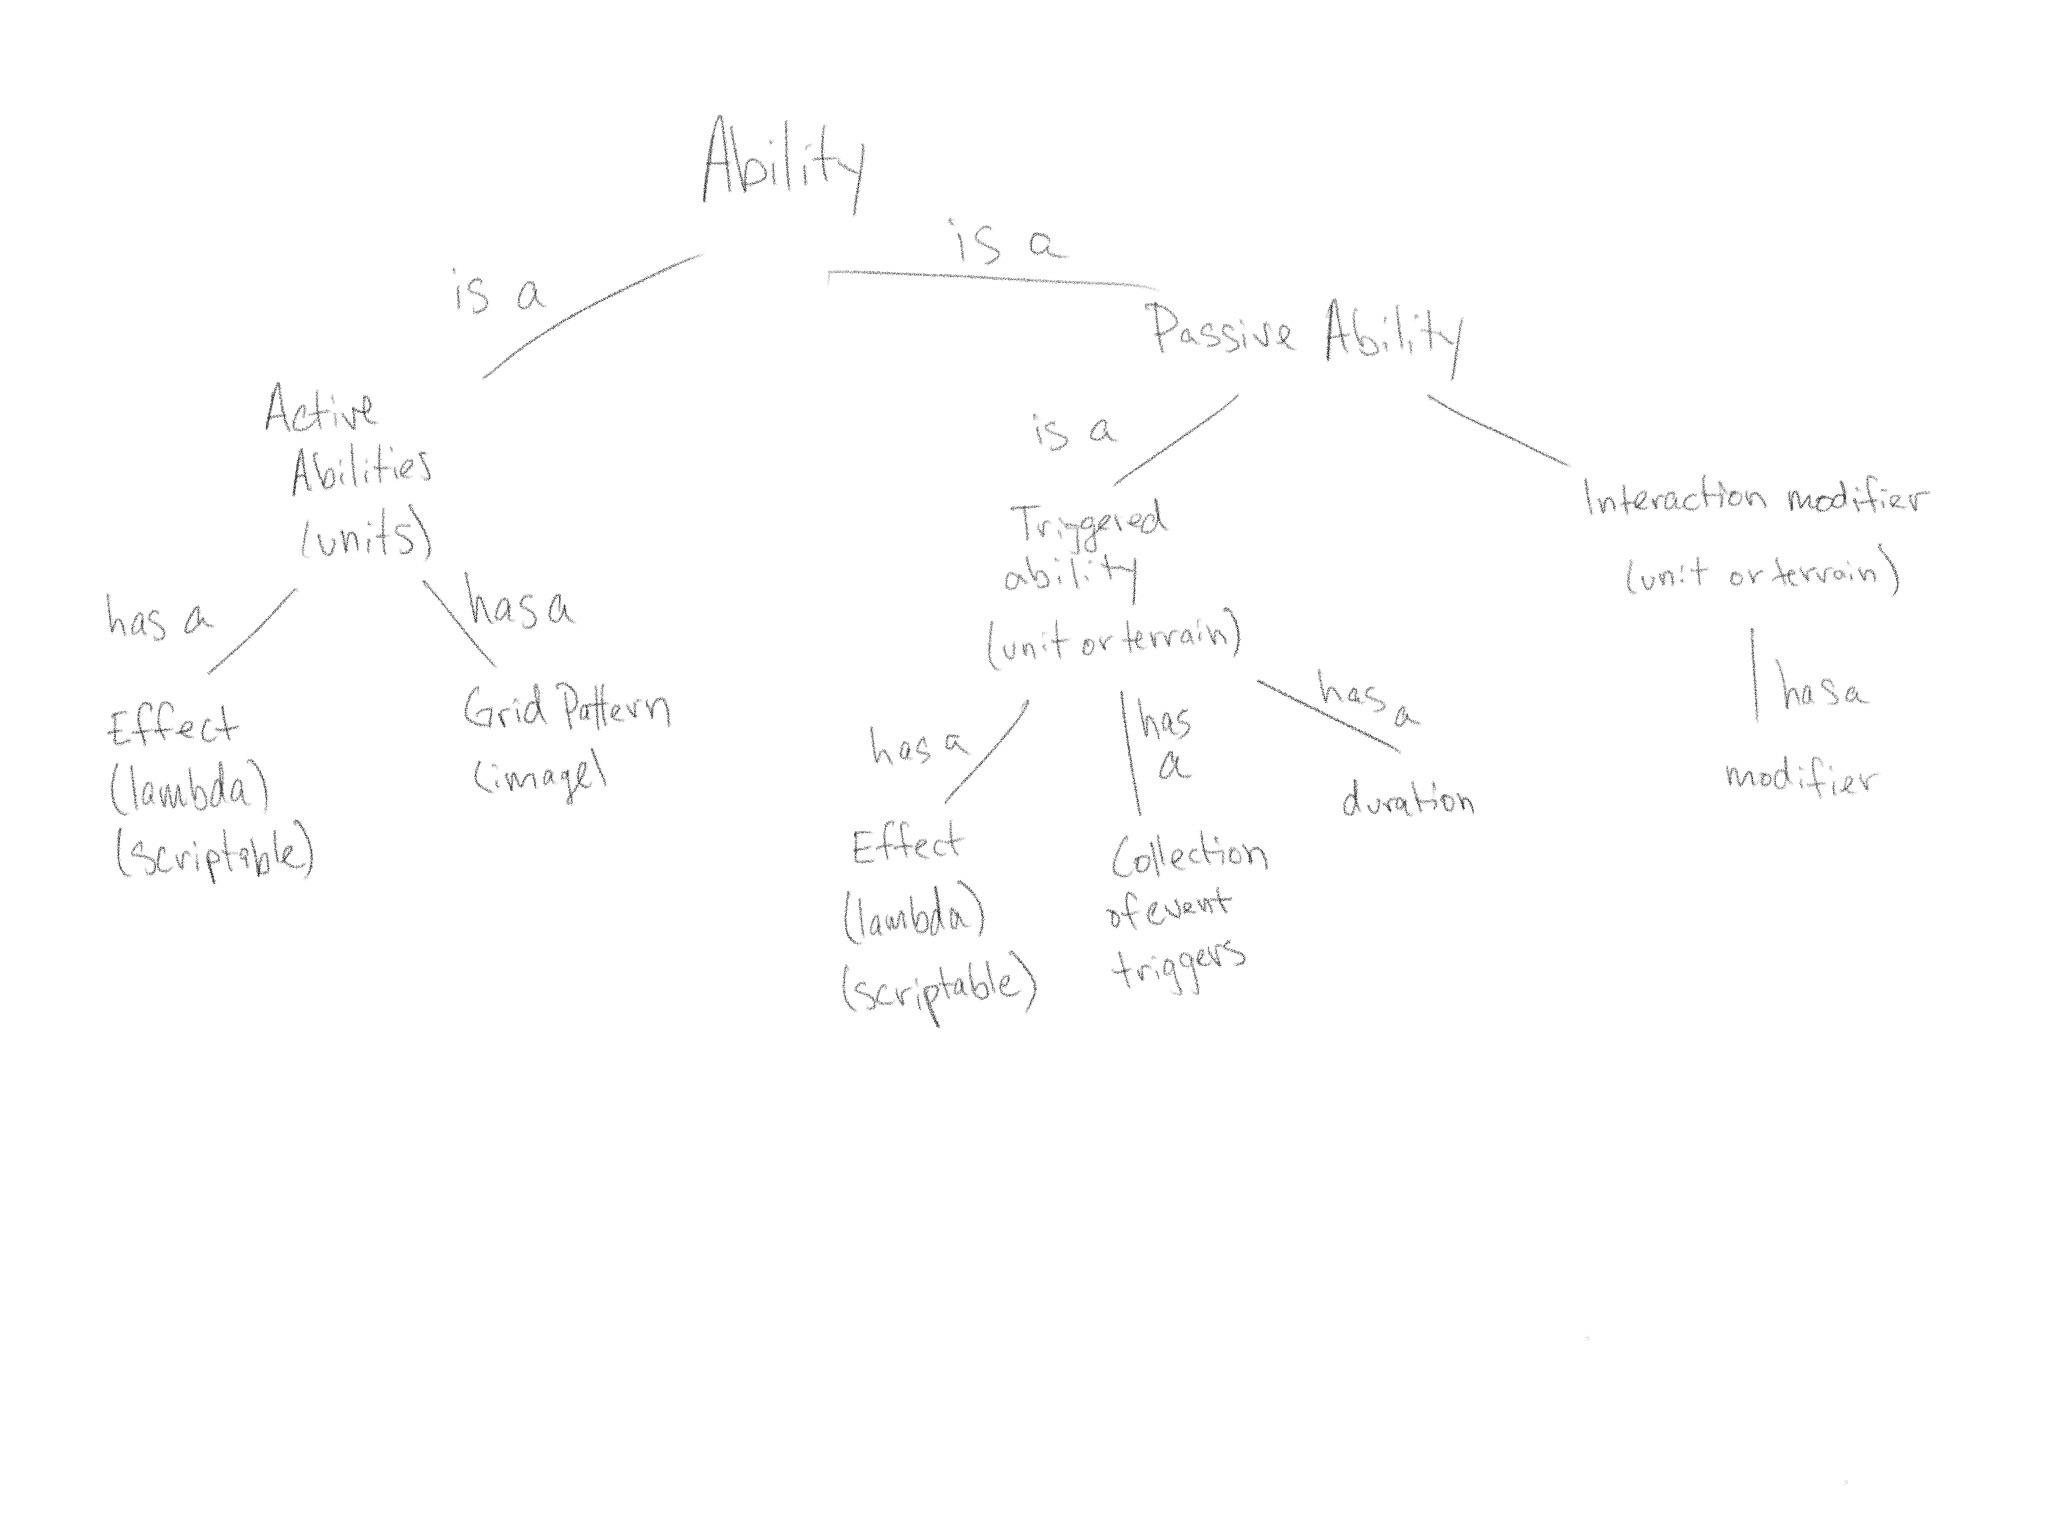 Ability
is a
is a
Passive Ability
Active
Abilities
(units)
is a
Triggered
ability
(unit or terrain)
Interaction modifier
(unit or terrain)
has a
has a
Effect
(lambda)
(scriptable)
Grid Pattern
(image)
has a
has
a
has a
has a
Effect
(lambda)
(scriptable)
Collection
of event
triggers
duration
modifier